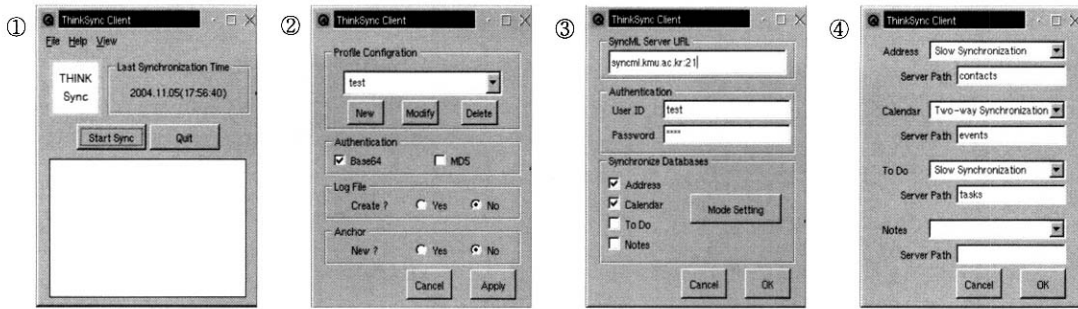 ①
ThinkSync Client
File Help View
THINK
Sync
Last Synchronization Time
2004.11.05(17:56:40)
Start Sync Quit
②
ThinkSync Client
Profile Configration
test
New Modify Delete
Authentication
Base64 MD5
Log File
Create ? Yes No
Anchor
New ? Yes No
Cancel Apply
③
ThinkSync Client
SyncML Server URL
syncml.kmu.ac.kr:21
Authentication
User ID test
Password ****
Synchronize Databases
Address
Calendar
To Do
Notes
Mode Setting
Cancel OK
④
ThinkSync Client
Address Slow Synchronization
Server Path contacts
Calendar Two-way Synchronization
Server Path events
To Do Slow Synchronization
Server Path tasks
Notes
Server Path
Cancel OK